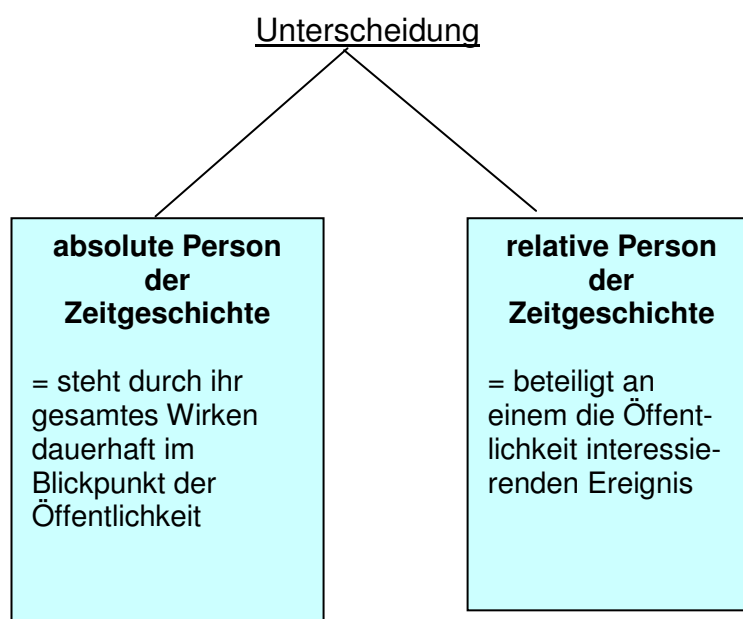 Unterscheidung
absolute Person
der
Zeitgeschichte
= steht durch ihr
gesamtes Wirken
dauerhaft im
Blickpunkt der
Öffentlichkeit
relative Person
der
Zeitgeschichte
= beteiligt an
einem die Öffent-
lichkeit interessie-
renden Ereignis